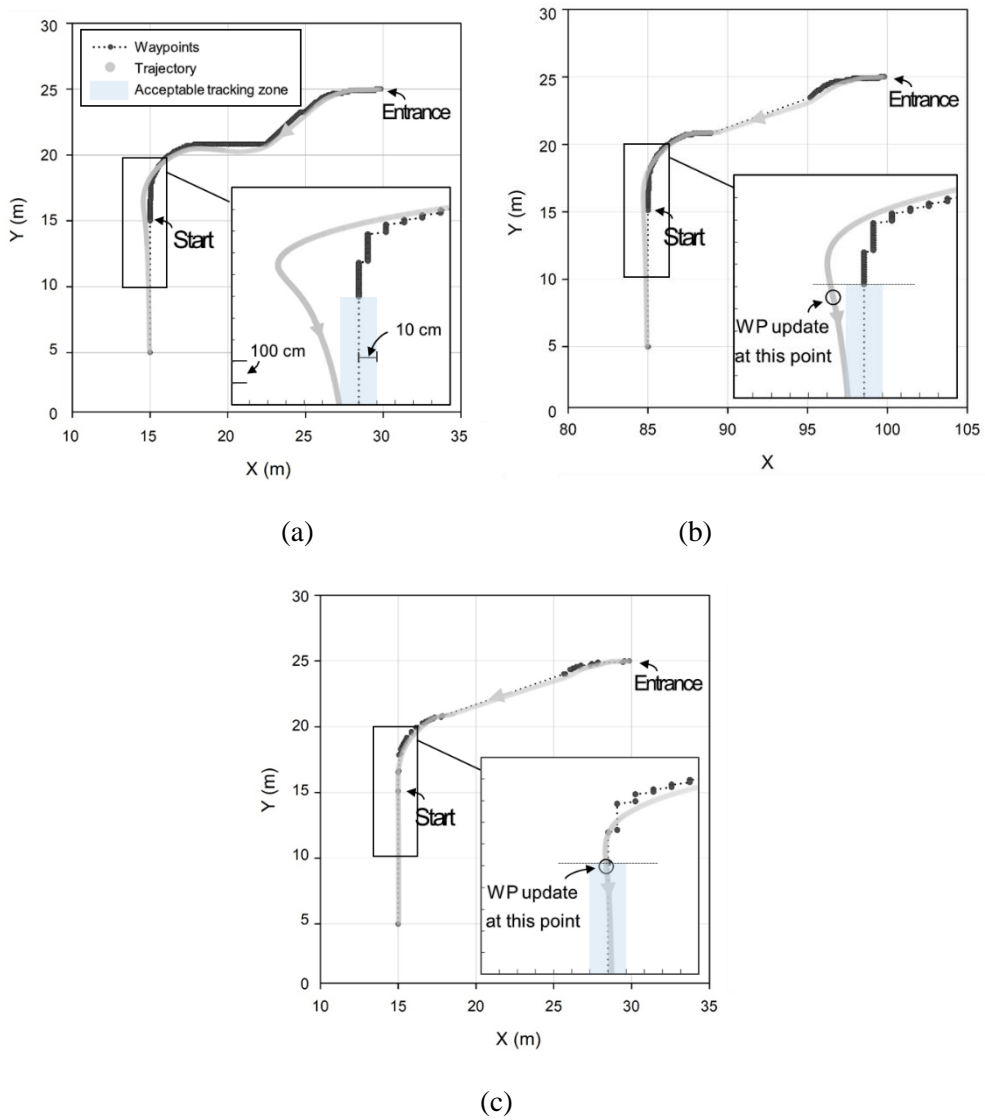 30
25
20
15
10
5
0
Y (m)
Waypoints
Trajectory
Acceptable tracking zone
Entrance
Start
100 cm
10 cm
10
15
20
25
30
35
X (m)
(a)
30
25
20
15
10
5
0
Y (m)
Entrance
Start
WP update
at this point
80
85
90
95
100
105
X
(b)
30
25
20
15
10
5
0
Y (m)
Entrance
Start
WP update
at this point
10
15
20
25
30
35
X (m)
(c)